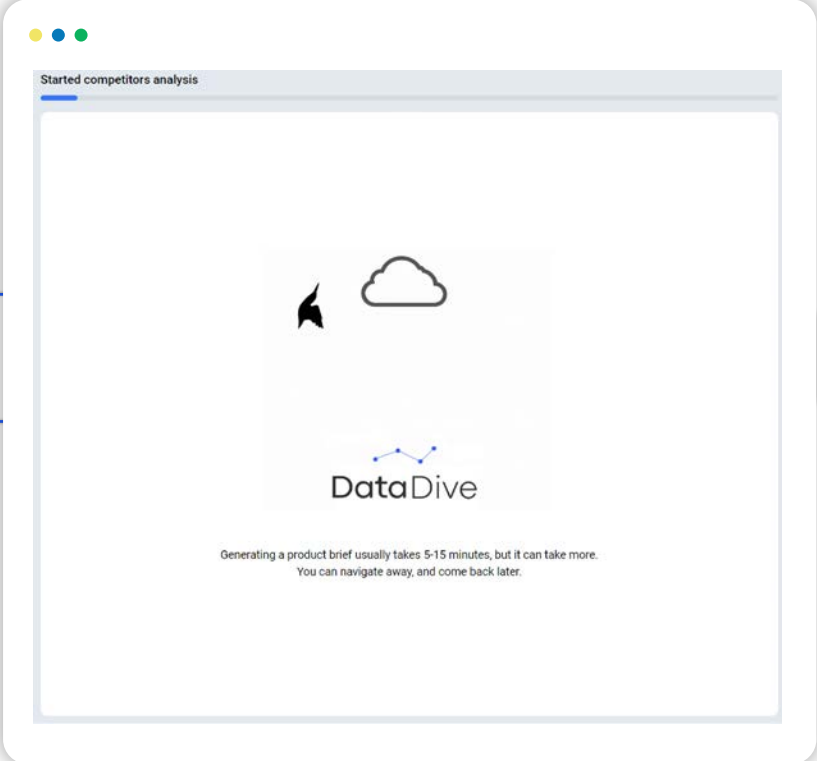 Started competitors analysis
DataDive
Generating a product brief usually takes 5-15 minutes, but it can take more.
You can navigate away, and come back later.